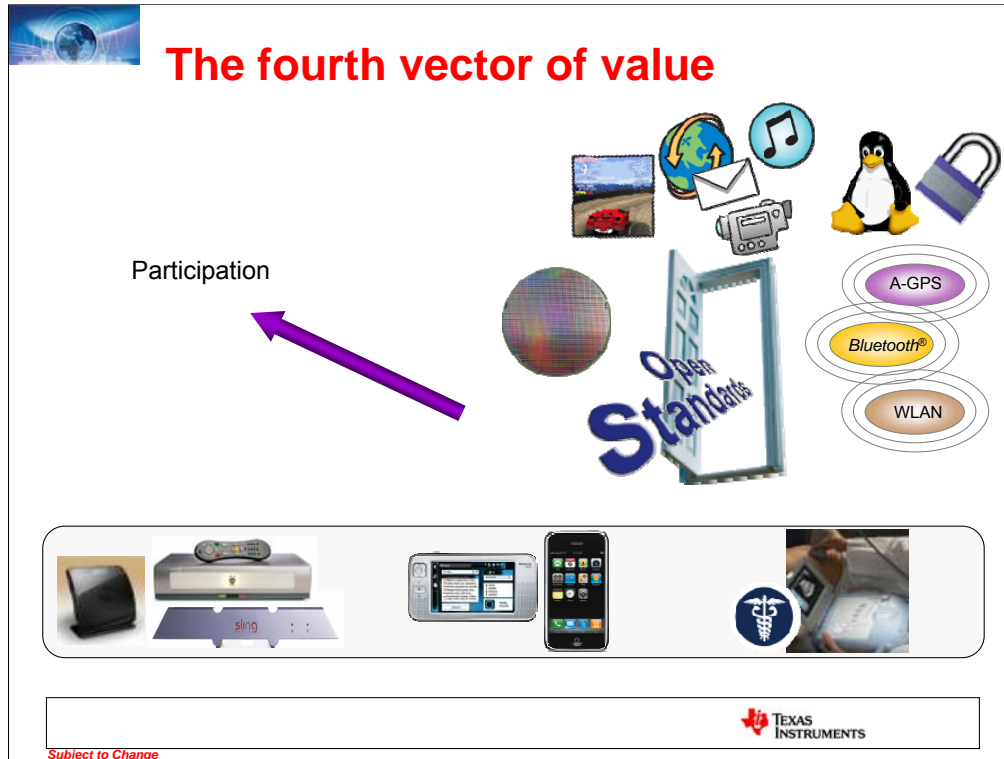 The fourth vector of value
Participation
A-GPS
Bluetooth®
WLAN
Open
Standards
sling
TEXAS
INSTRUMENTS
Subject to Change